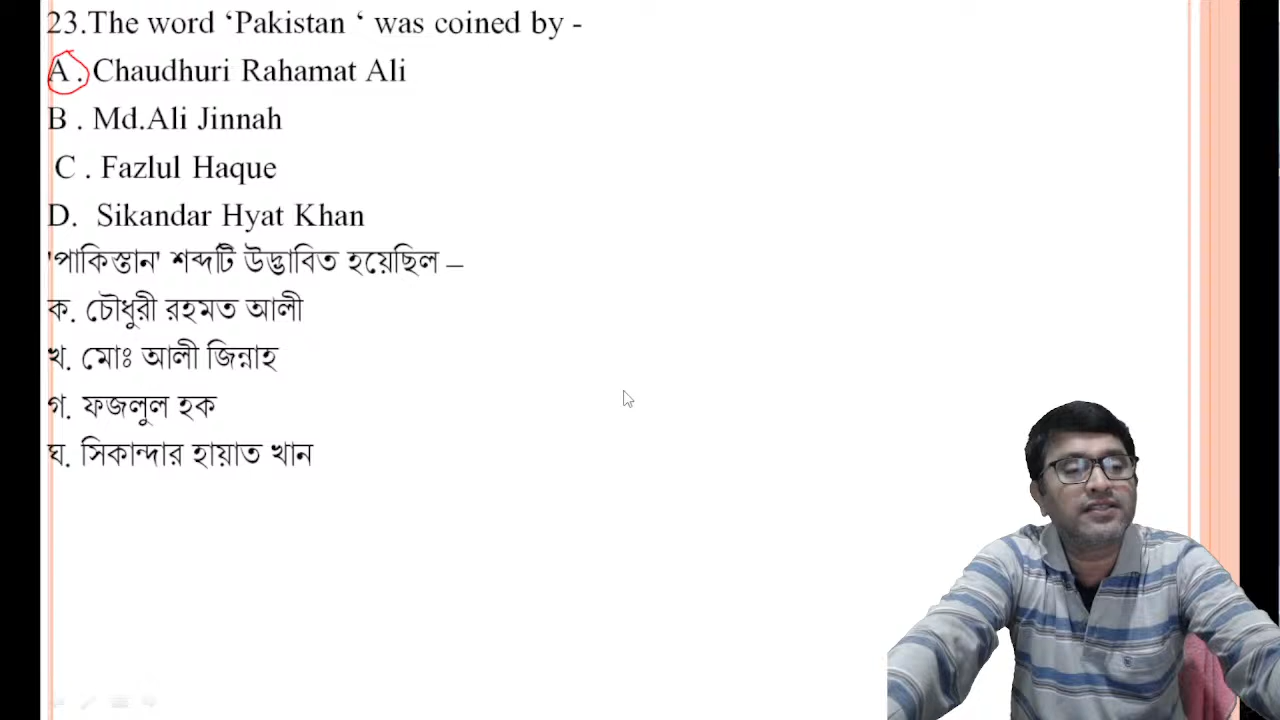 23.The word ‘Pakistan ‘ was coined by -
A . Chaudhuri Rahamat Ali
B . Md.Ali Jinnah
C . Fazlul Haque
D. Sikandar Hyat Khan
'পাকিস্তান' শব্দটি উদ্ভাবিত হয়েছিল –
ক. চৌধুরী রহমত আলী
খ. মোঃ আলী জিন্নাহ
গ. ফজলুল হক
ঘ. সিকান্দার হায়াত খান